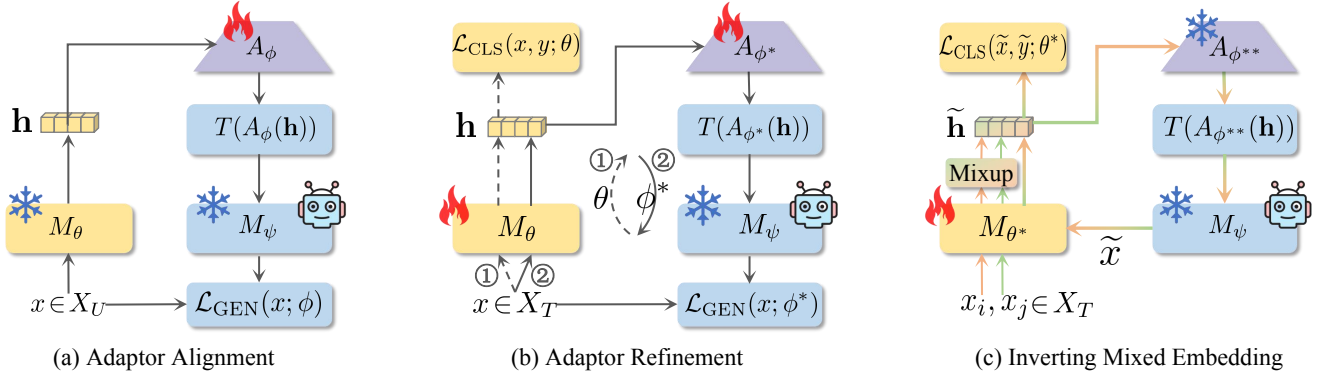 A_ϕ
h
T(A_ϕ(h))
M_θ
M_ψ
x ∈ X_U
ℒ_GEN(x; ϕ)
(a) Adaptor Alignment
ℒ_CLS(x, y; θ)
A_ϕ*
h
T(A_ϕ*(h))
① ②
θ ϕ*
M_θ
M_ψ
① ②
x ∈ X_T
ℒ_GEN(x; ϕ*)
(b) Adaptor Refinement
ℒ_CLS(x̃, ỹ; θ*)
A_ϕ**
h̃
T(A_ϕ**(h))
Mixup
M_θ*
M_ψ
x̃
x_i, x_j ∈ X_T
(c) Inverting Mixed Embedding